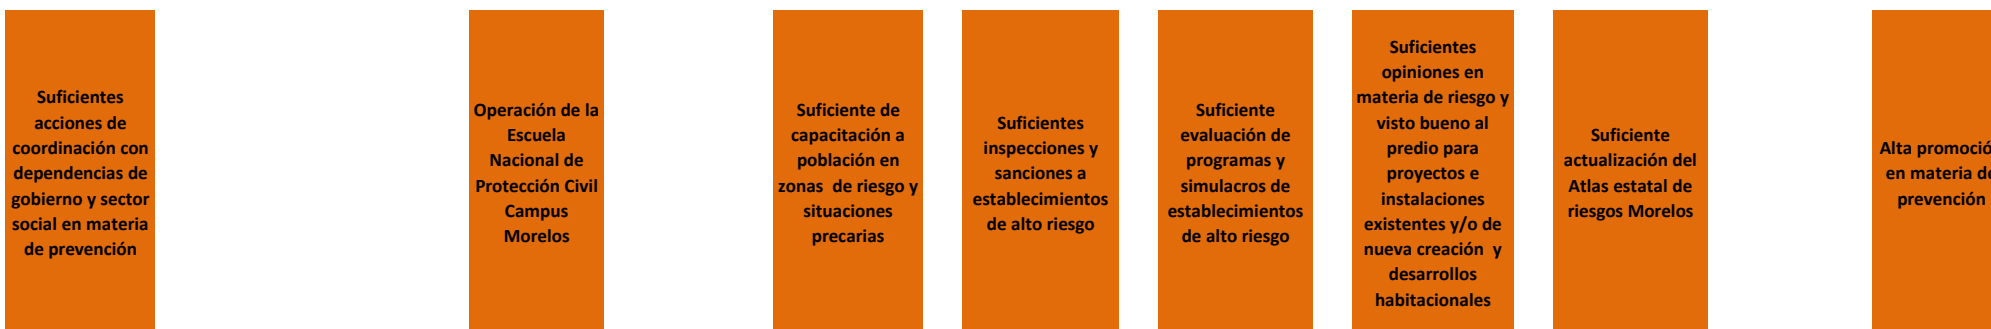 Suficientes
acciones de
coordinación con
dependencias de
gobierno y sector
social en materia
de prevención
Operación de la
Escuela
Nacional de
Protección Civil
Campus
Morelos
Suficiente de
capacitación a
población en
zonas de riesgo y
situaciones
precarias
Suficientes
inspecciones y
sanciones a
establecimientos
de alto riesgo
Suficiente
evaluación de
programas y
simulacros de
establecimientos
de alto riesgo
Suficientes
opiniones en
materia de riesgo y
visto bueno al
predio para
proyectos e
instalaciones
existentes y/o de
nueva creación y
desarrollos
habitacionales
Suficiente
actualización del
Atlas estatal de
riesgos Morelos
Alta
en materia
prevención